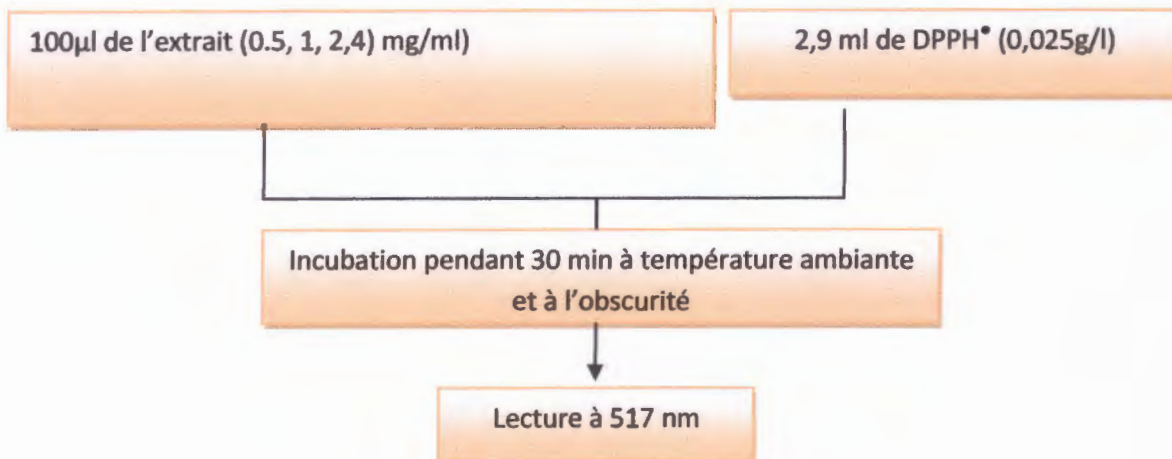 100µl de l'extrait (0.5, 1, 2,4) mg/ml)
2,9 ml de DPPH• (0,025g/l)
Incubation pendant 30 min à température ambiante
et à l'obscurité
Lecture à 517 nm